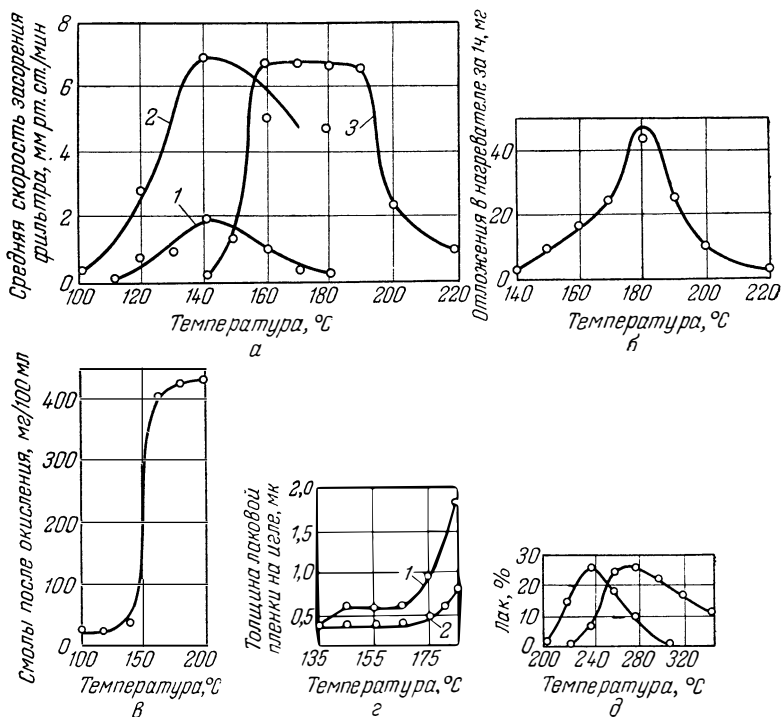 Средняя скорость засорения
фильтра, мм рт. ст./мин
8
6
4
2
0
2
1
3
100 120 140 160 180 200 220
Температура, °С
а
Отложения в нагревателе за 1ч, мг
40
20
0
140 160 180 200 220
Температура, °С
б
Смолы после окисления, мг/100 мл
400
300
200
100
0
100 150 200
Температура, °С
в
Толщина лаковой
пленки на игле, мк
2,0
1,5
1,0
0,5
1
2
135 155 175
Температура, °С
г
Лак, %
30
20
10
0
200 240 280 320
Температура, °С
д